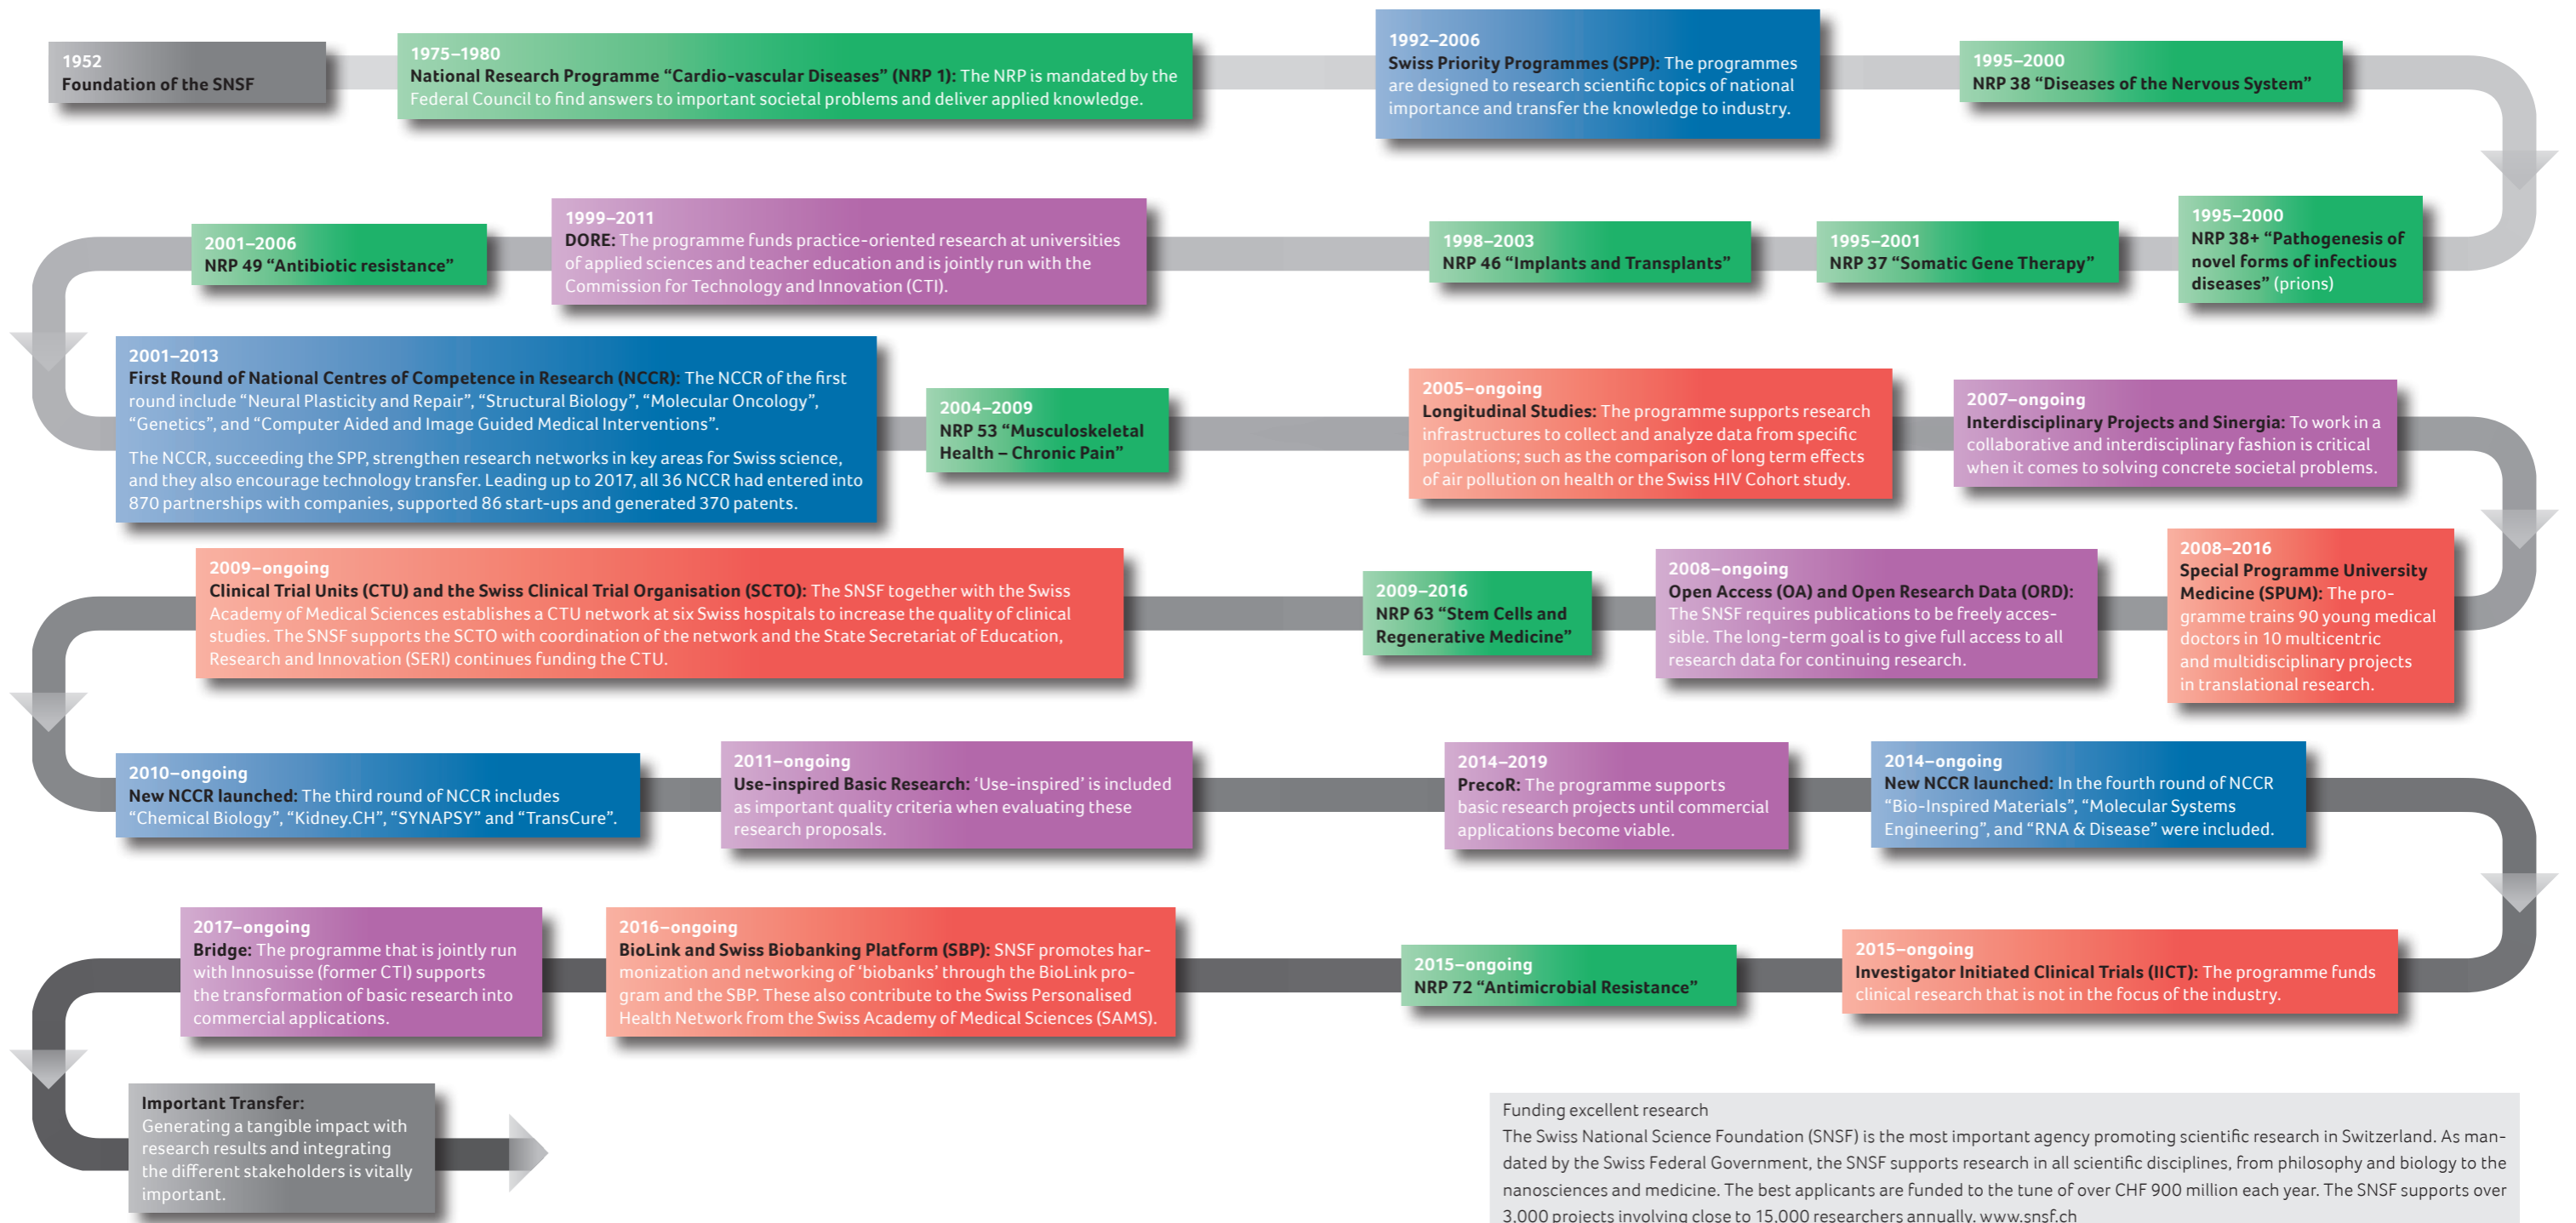 1952
Foundation of the SNSF
1975–1980
National Research Programme “Cardio-vascular Diseases” (NRP 1): The NRP is mandated by the
Federal Council to find answers to important societal problems and deliver applied knowledge.
1992–2006
Swiss Priority Programmes (SPP): The programmes
are designed to research scientific topics of national
importance and transfer the knowledge to industry.
1995–2000
NRP 38 “Diseases of the Nervous System”
1995–2000
NRP 38+ “Pathogenesis of
novel forms of infectious
diseases” (prions)
1995–2001
NRP 37 “Somatic Gene Therapy”
1998–2003
NRP 46 “Implants and Transplants”
1999–2011
DORE: The programme funds practice-oriented research at universities
of applied sciences and teacher education and is jointly run with the
Commission for Technology and Innovation (CTI).
2001–2006
NRP 49 “Antibiotic resistance”
2001–2013
First Round of National Centres of Competence in Research (NCCR): The NCCR of the first
round include “Neural Plasticity and Repair”, “Structural Biology”, “Molecular Oncology”,
“Genetics”, and “Computer Aided and Image Guided Medical Interventions”.
The NCCR, succeeding the SPP, strengthen research networks in key areas for Swiss science,
and they also encourage technology transfer. Leading up to 2017, all 36 NCCR had entered into
870 partnerships with companies, supported 86 start-ups and generated 370 patents.
2004–2009
NRP 53 “Musculoskeletal
Health – Chronic Pain”
2005–ongoing
Longitudinal Studies: The programme supports research
infrastructures to collect and analyze data from specific
populations; such as the comparison of long term effects
of air pollution on health or the Swiss HIV Cohort study.
2007–ongoing
Interdisciplinary Projects and Sinergia: To work in a
collaborative and interdisciplinary fashion is critical
when it comes to solving concrete societal problems.
2008–2016
Special Programme University
Medicine (SPUM): The pro-
gramme trains 90 young medical
doctors in 10 multicentric
and multidisciplinary projects
in translational research.
2008–ongoing
Open Access (OA) and Open Research Data (ORD):
The SNSF requires publications to be freely acces-
sible. The long-term goal is to give full access to all
research data for continuing research.
2009–2016
NRP 63 “Stem Cells and
Regenerative Medicine”
2009–ongoing
Clinical Trial Units (CTU) and the Swiss Clinical Trial Organisation (SCTO): The SNSF together with the Swiss
Academy of Medical Sciences establishes a CTU network at six Swiss hospitals to increase the quality of clinical
studies. The SNSF supports the SCTO with coordination of the network and the State Secretariat of Education,
Research and Innovation (SERI) continues funding the CTU.
2010–ongoing
New NCCR launched: The third round of NCCR includes
“Chemical Biology”, “Kidney.CH”, “SYNAPSY” and “TransCure”.
2011–ongoing
Use-inspired Basic Research: ‘Use-inspired’ is included
as important quality criteria when evaluating these
research proposals.
2014–2019
PrecoR: The programme supports
basic research projects until commercial
applications become viable.
2014–ongoing
New NCCR launched: In the fourth round of NCCR
“Bio-Inspired Materials”, “Molecular Systems
Engineering”, and “RNA & Disease” were included.
2015–ongoing
Investigator Initiated Clinical Trials (IICT): The programme funds
clinical research that is not in the focus of the industry.
2015–ongoing
NRP 72 “Antimicrobial Resistance”
2016–ongoing
BioLink and Swiss Biobanking Platform (SBP): SNSF promotes har-
monization and networking of ‘biobanks’ through the BioLink pro-
gram and the SBP. These also contribute to the Swiss Personalised
Health Network from the Swiss Academy of Medical Sciences (SAMS).
2017–ongoing
Bridge: The programme that is jointly run
with Innosuisse (former CTI) supports
the transformation of basic research into
commercial applications.
Important Transfer:
Generating a tangible impact with
research results and integrating
the different stakeholders is vitally
important.
Funding excellent research
The Swiss National Science Foundation (SNSF) is the most important agency promoting scientific research in Switzerland. As man-
dated by the Swiss Federal Government, the SNSF supports research in all scientific disciplines, from philosophy and biology to the
nanosciences and medicine. The best applicants are funded to the tune of over CHF 900 million each year. The SNSF supports over
3,000 projects involving close to 15,000 researchers annually. www.snsf.ch